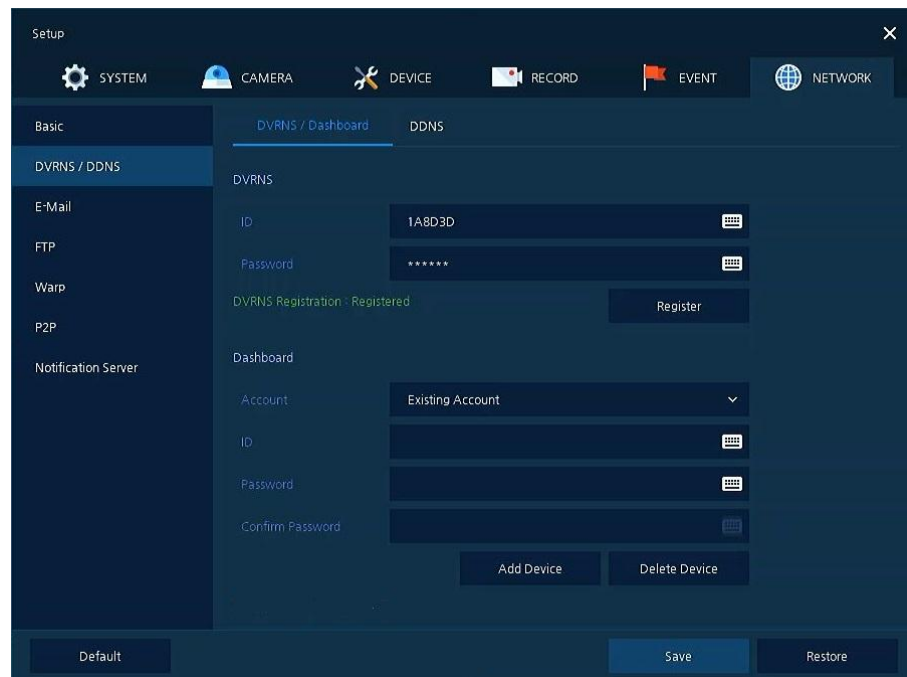 Setup
SYSTEM CAMERA DEVICE RECORD EVENT NETWORK
Basic
DVRNS / DDNS
E-Mail
FTP
Warp
P2P
Notification Server
DVRNS / Dashboard DDNS
DVRNS
ID 1A8D3D
Password ******
DVRNS Registration : Registered Register
Dashboard
Account Existing Account
ID
Password
Confirm Password
Add Device Delete Device
Default Save Restore